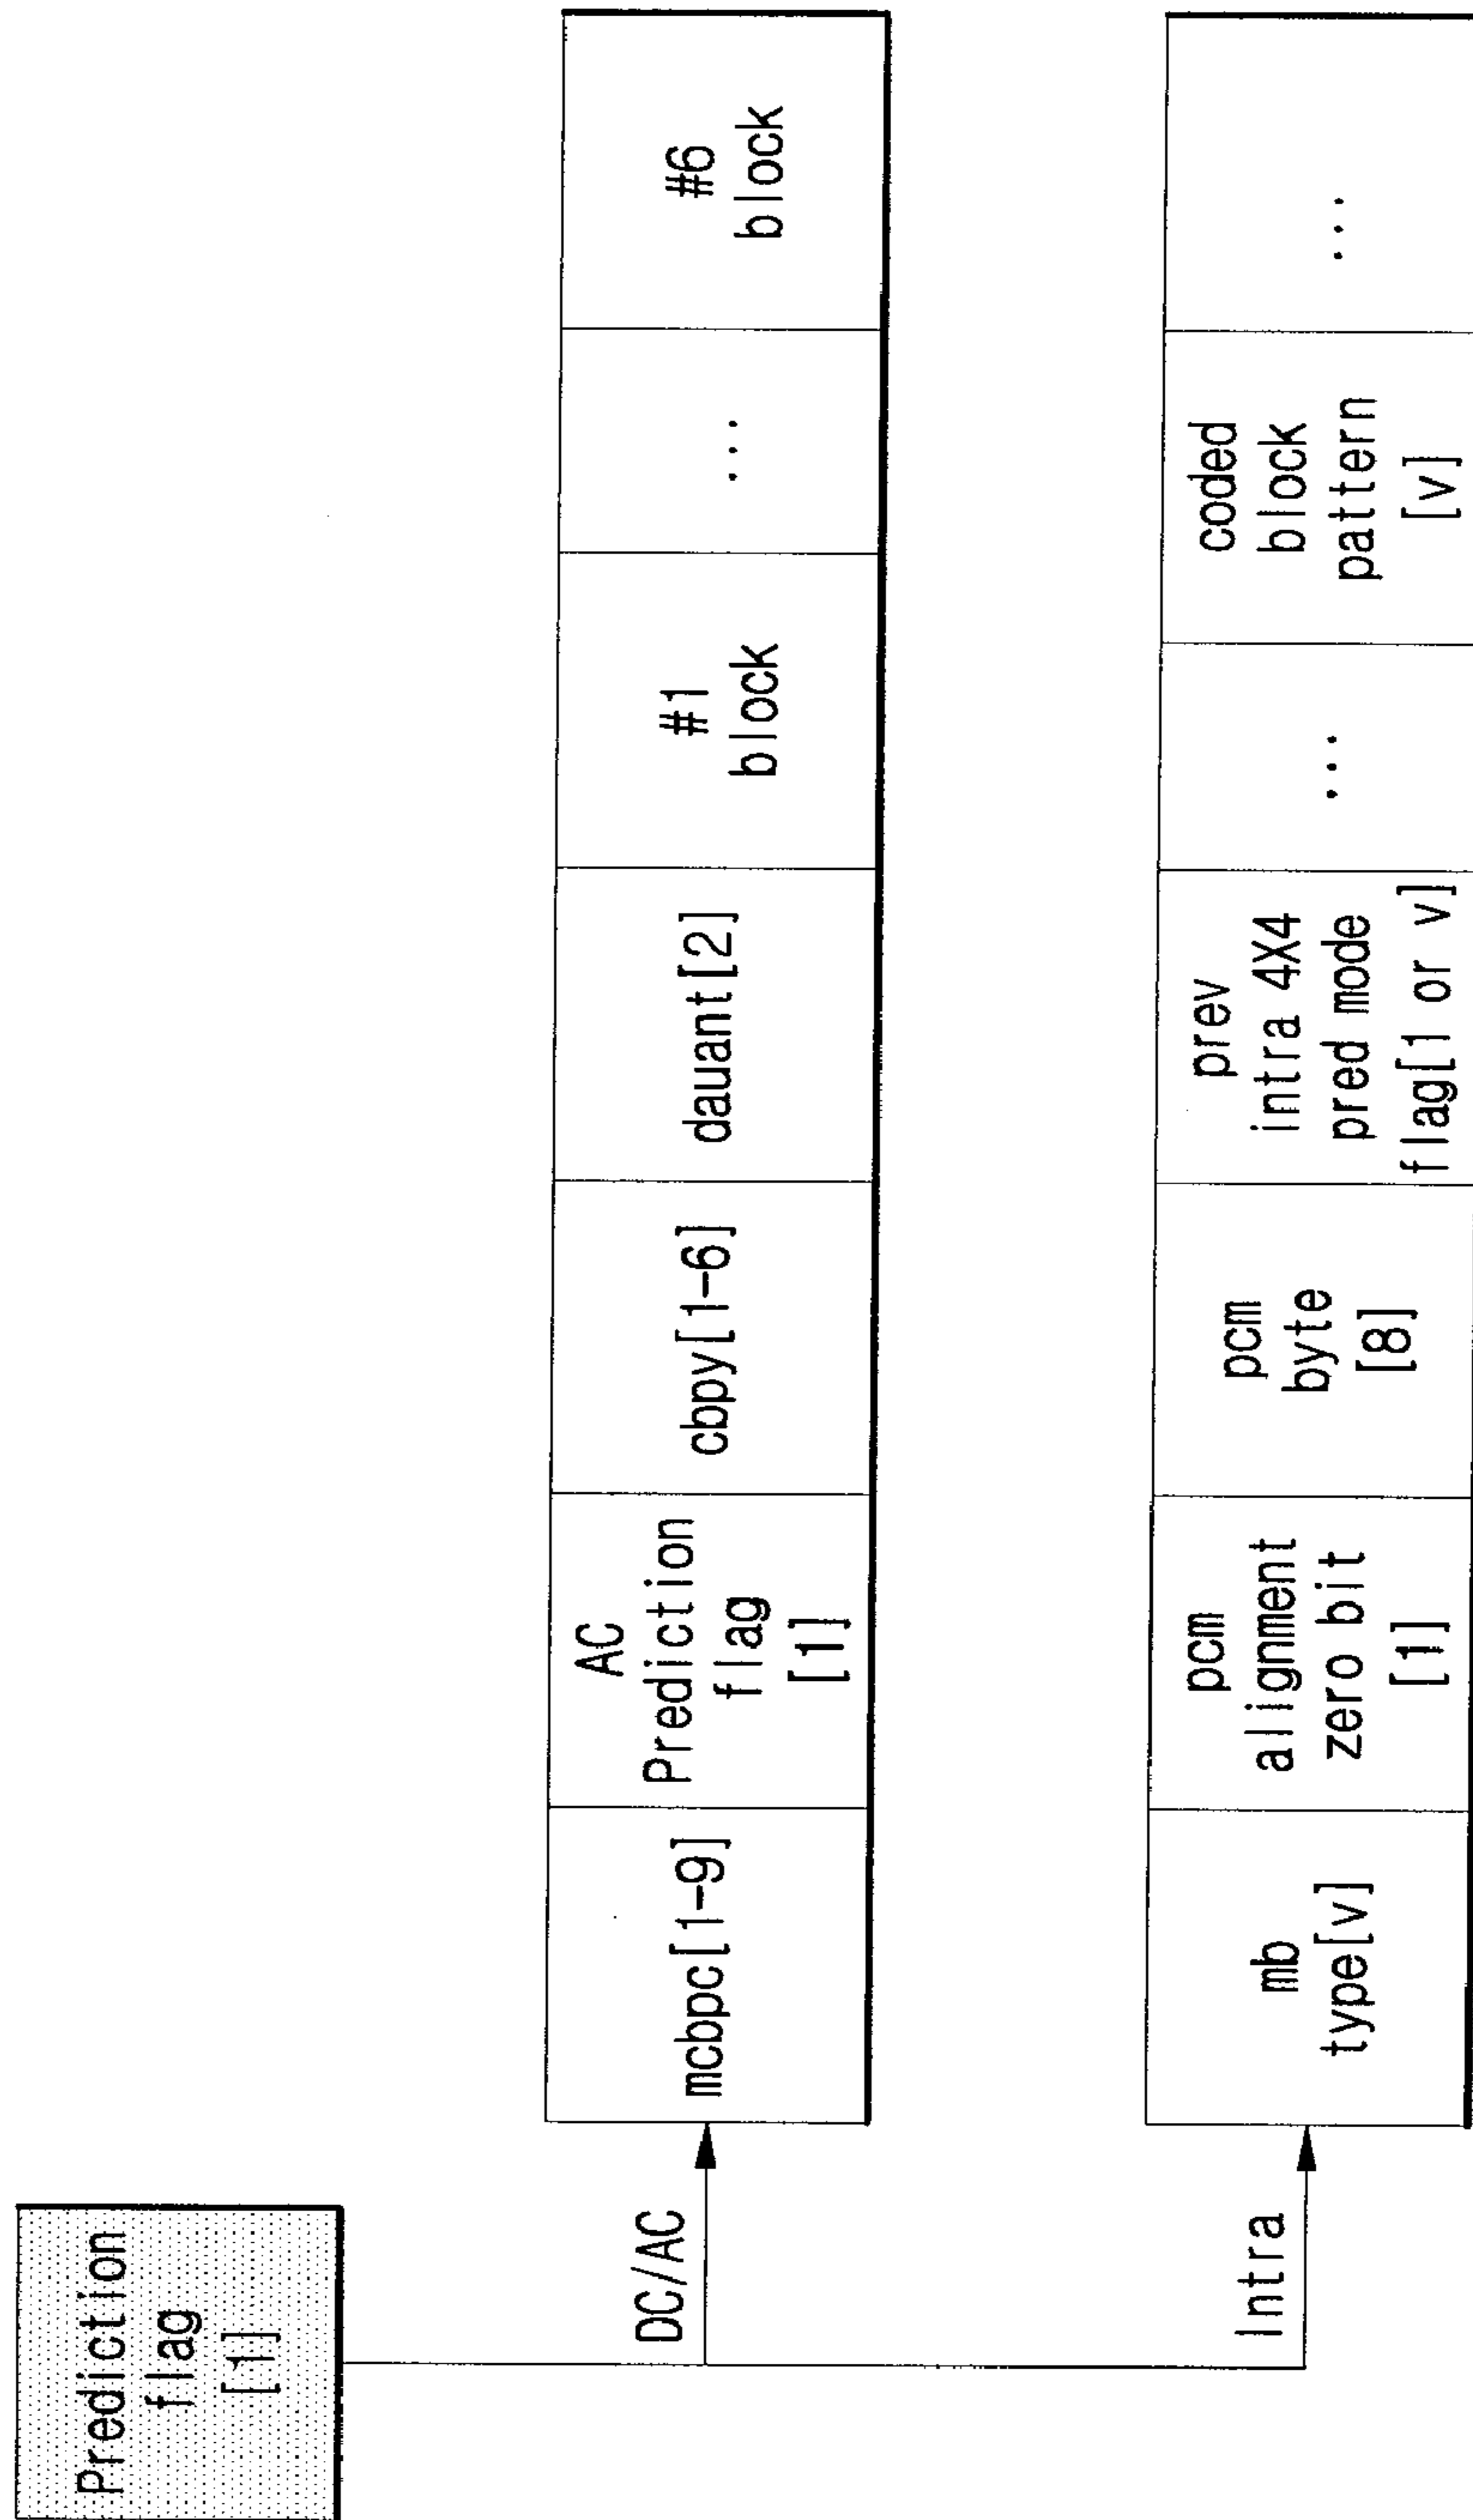 Prediction
flag
[1]
DC/AC
mcbpc[1-9]
AC
Prediction
flag
[1]
cbpy[1-6]
dauant[2]
#1
block
...
#6
block
Intra
mb
type[v]
pcm
alignment
zero bit
[1]
pcm
byte
[8]
prev
intra 4X4
pred mode
flag[1 or v]
...
coded
block
pattern
[v]
...